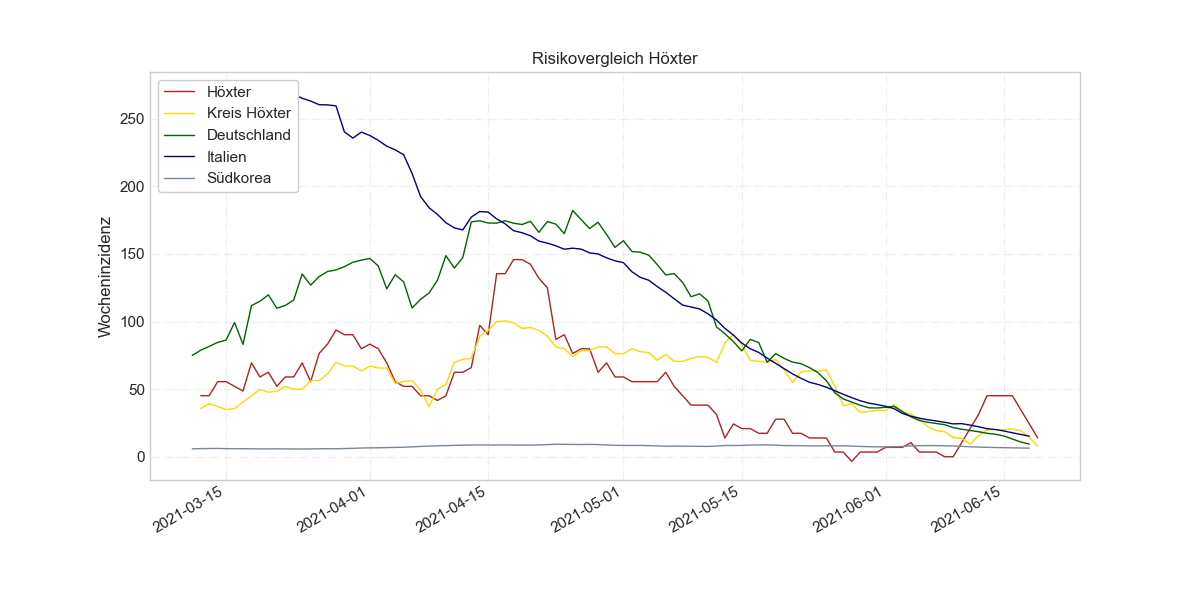 Risikovergleich Höxter
Höxter
Kreis Höxter
Deutschland
Italien
Südkorea
Wocheninzidenz
250
200
150
100
50
0
2021-03-15
2021-04-01
2021-04-15
2021-05-01
2021-05-15
2021-06-01
2021-06-15